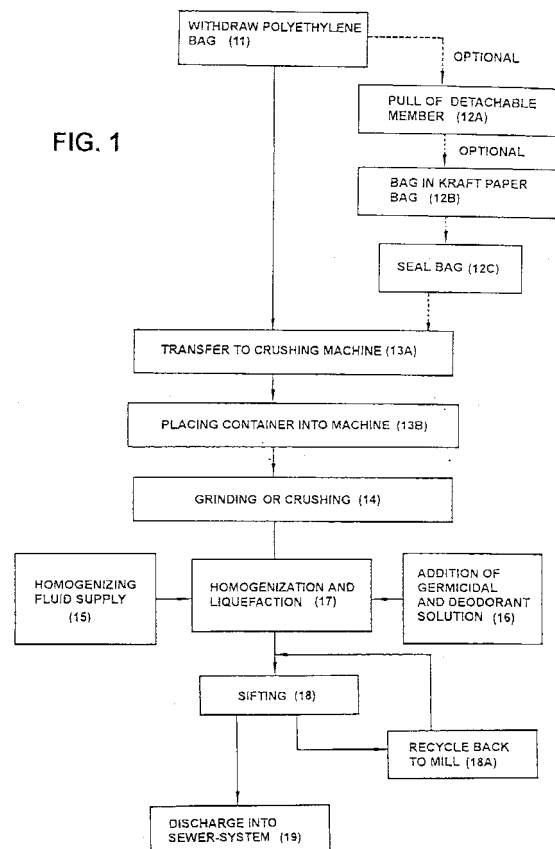 WITHDRAW POLYETHYLENE
BAG (11)
OPTIONAL
PULL OF DETACHABLE
MEMBER (12A)
FIG. 1
OPTIONAL
BAG IN KRAFT PAPER
BAG (12B)
SEAL BAG (12C)
TRANSFER TO CRUSHING MACHINE (13A)
PLACING CONTAINER INTO MACHINE (13B)
GRINDING OR CRUSHING (14)
HOMOGENIZING
FLUID SUPPLY
(15)
HOMOGENIZATION AND
LIQUEFACTION (17)
ADDITION OF
GERMICIDAL
AND DEODORANT
SOLUTION (16)
SIFTING (18)
RECYCLE BACK
TO MILL (18A)
DISCHARGE INTO
SEWER-SYSTEM (19)